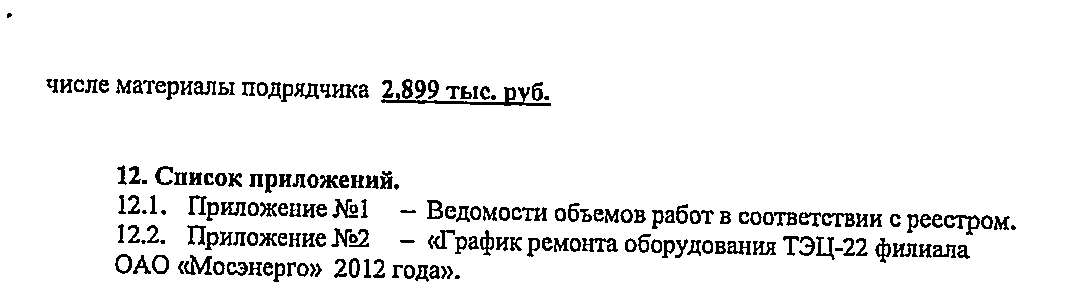 числе материалы подрядчика 2,899 тыс. руб.
12. Список приложений.
12.1. Приложение №1 – Ведомости объемов работ в соответствии с реестром.
12.2. Приложение №2 – «График ремонта оборудования ТЭЦ-22 филиала
ОАО «Мосэнерго» 2012 года».